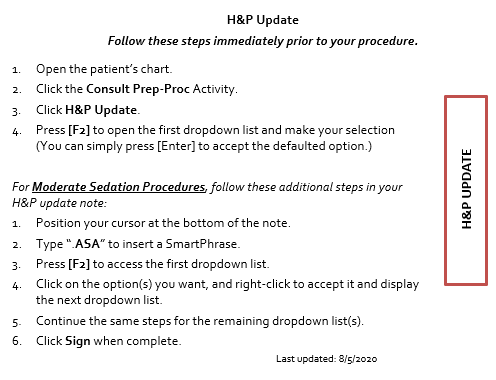 H&P Update
Follow these steps immediately prior to your procedure.
1. Open the patient's chart.
2. Click the Consult Prep-Proc Activity.
3. Click H&P Update.
4. Press [F2] to open the first dropdown list and make your selection
(You can simply press [Enter] to accept the defaulted option.)
For Moderate Sedation Procedures, follow these additional steps in your
H&P update note:
1. Position your cursor at the bottom of the note.
2. Type ".ASA" to insert a SmartPhrase.
3. Press [F2] to access the first dropdown list.
4. Click on the option(s) you want, and right-click to accept it and display
the next dropdown list.
5. Continue the same steps for the remaining dropdown list(s).
6. Click Sign when complete.
Last updated: 8/5/2020
H&P UPDATE